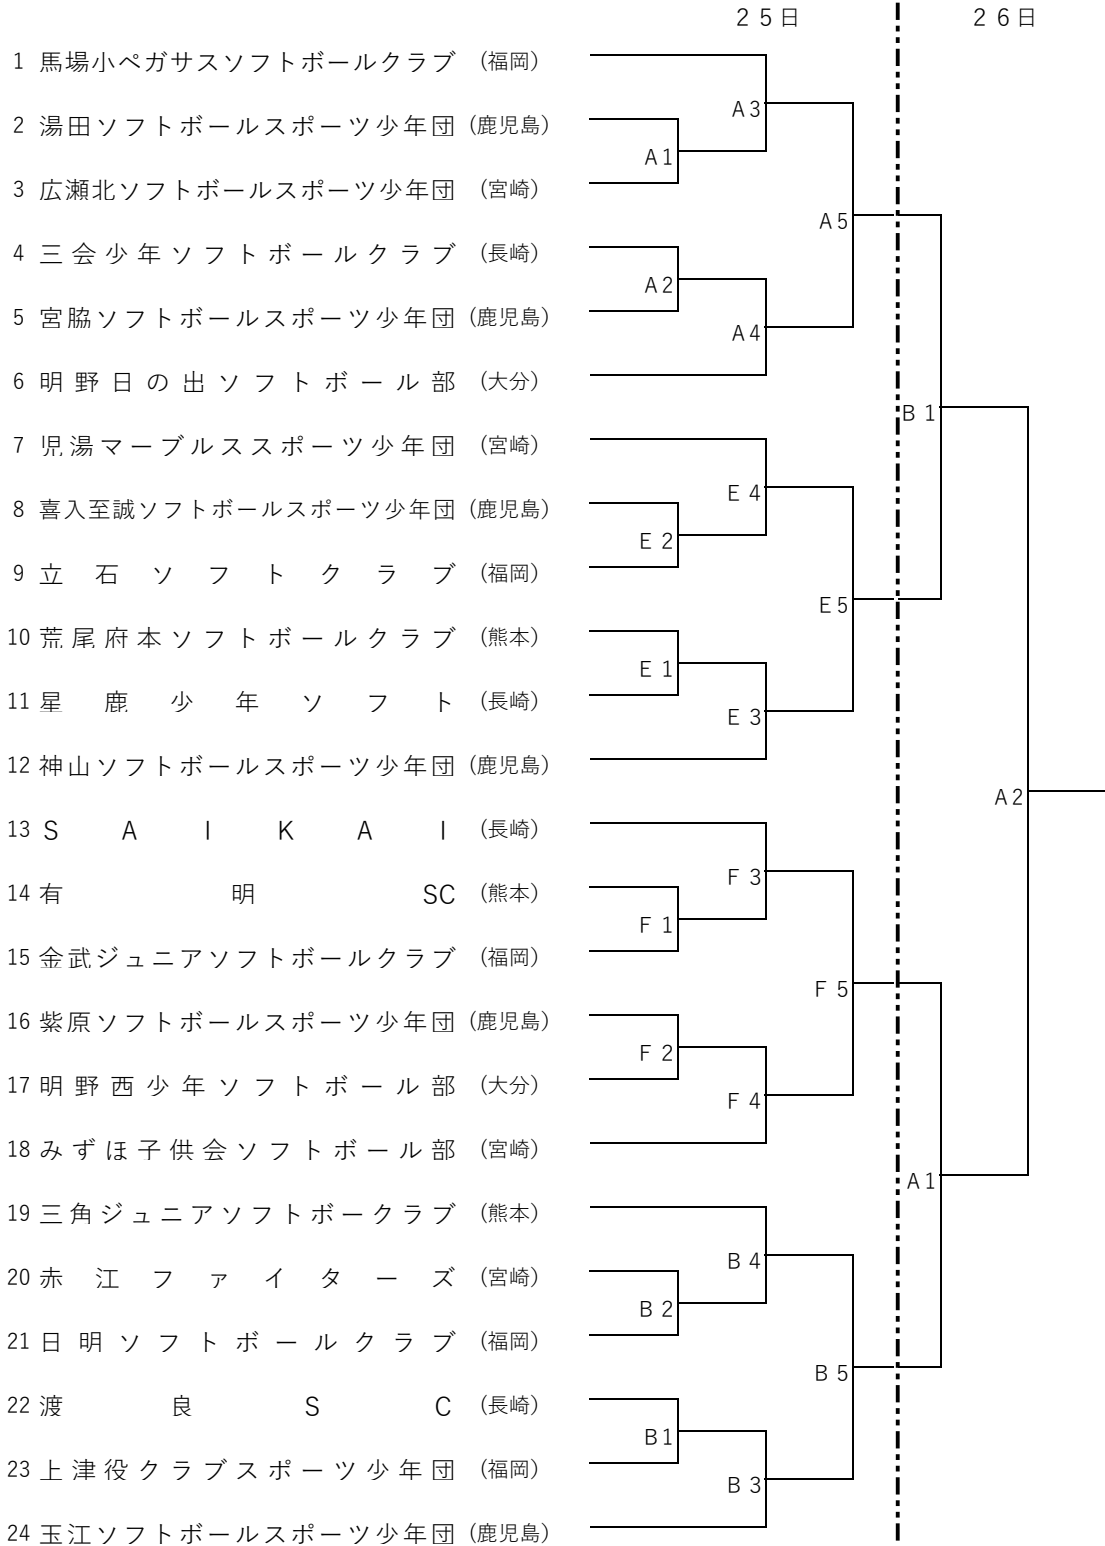 ２５日 ２６日
1 馬場小ペガサスソフトボールクラブ (福岡)
A3
2 湯田ソフトボールスポーツ少年団 (鹿児島)
A1
3 広瀬北ソフトボールスポーツ少年団 (宮崎)
A5
4 三会少年ソフトボールクラブ (長崎)
A2
5 宮脇ソフトボールスポーツ少年団 (鹿児島)
A4
6 明野日の出ソフトボール部 (大分)
B1
7 児湯マーブルススポーツ少年団 (宮崎)
E4
8 喜入至誠ソフトボールスポーツ少年団 (鹿児島)
E2
9 立石ソフトクラブ (福岡)
E5
10 荒尾府本ソフトボールクラブ (熊本)
E1
11 星鹿少年ソフト (長崎)
E3
12 神山ソフトボールスポーツ少年団 (鹿児島)
A2
13 SAIKAI (長崎)
F3
14 有明SC (熊本)
F1
15 金武ジュニアソフトボールクラブ (福岡)
F5
16 紫原ソフトボールスポーツ少年団 (鹿児島)
F2
17 明野西少年ソフトボール部 (大分)
F4
18 みずほ子供会ソフトボール部 (宮崎)
A1
19 三角ジュニアソフトボークラブ (熊本)
B4
20 赤江ファイターズ (宮崎)
B2
21 日明ソフトボールクラブ (福岡)
B5
22 渡良SC (長崎)
B1
23 上津役クラブスポーツ少年団 (福岡)
B3
24 玉江ソフトボールスポーツ少年団 (鹿児島)